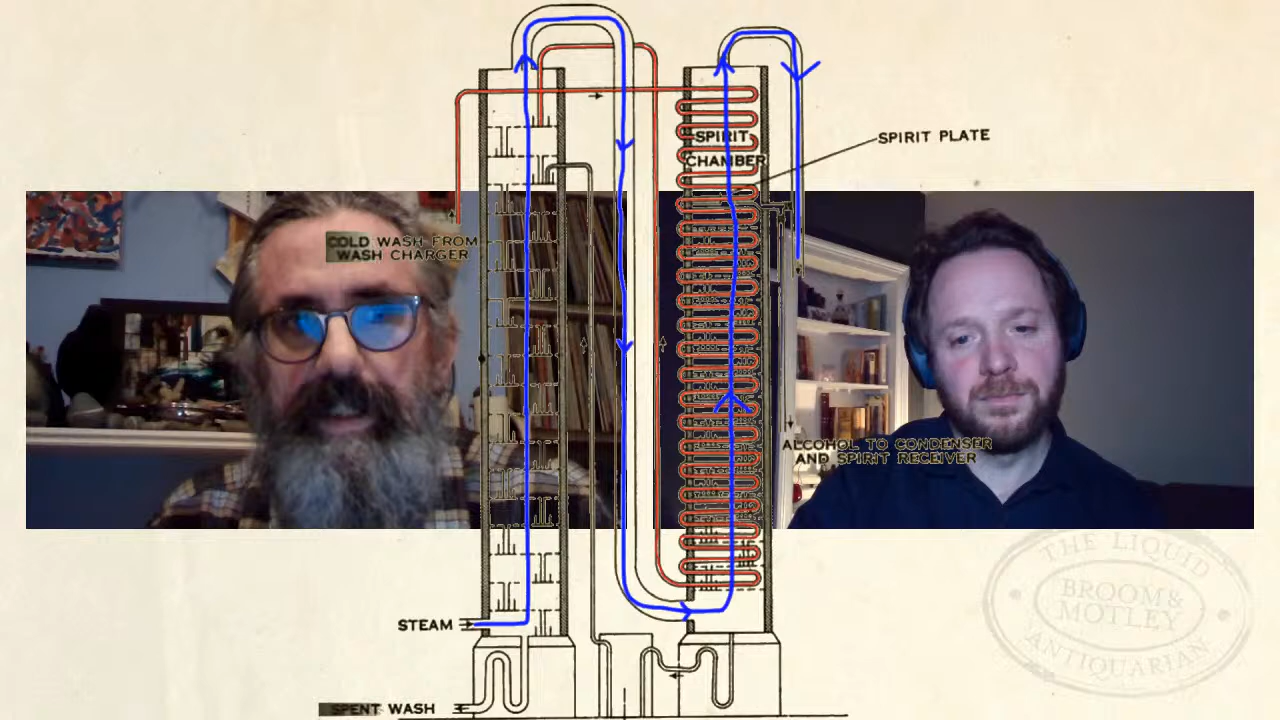 SPIRIT
CHAMBER
SPIRIT PLATE
COLD WASH FROM
WASH CHARGER
ALCOHOL TO CONDENSER
AND SPIRIT RECEIVER
STEAM
SPENT WASH
THE LIQUID
BROOM &
MOTLEY
ANTIQUARIAN